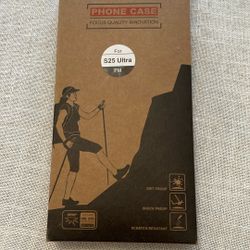 PHONE CASE
FOCUS QUALITY INNOVATION
For
S25 Ultra
DIRT PROOF
SHOCK PROOF
SCRATCH RESISTANT